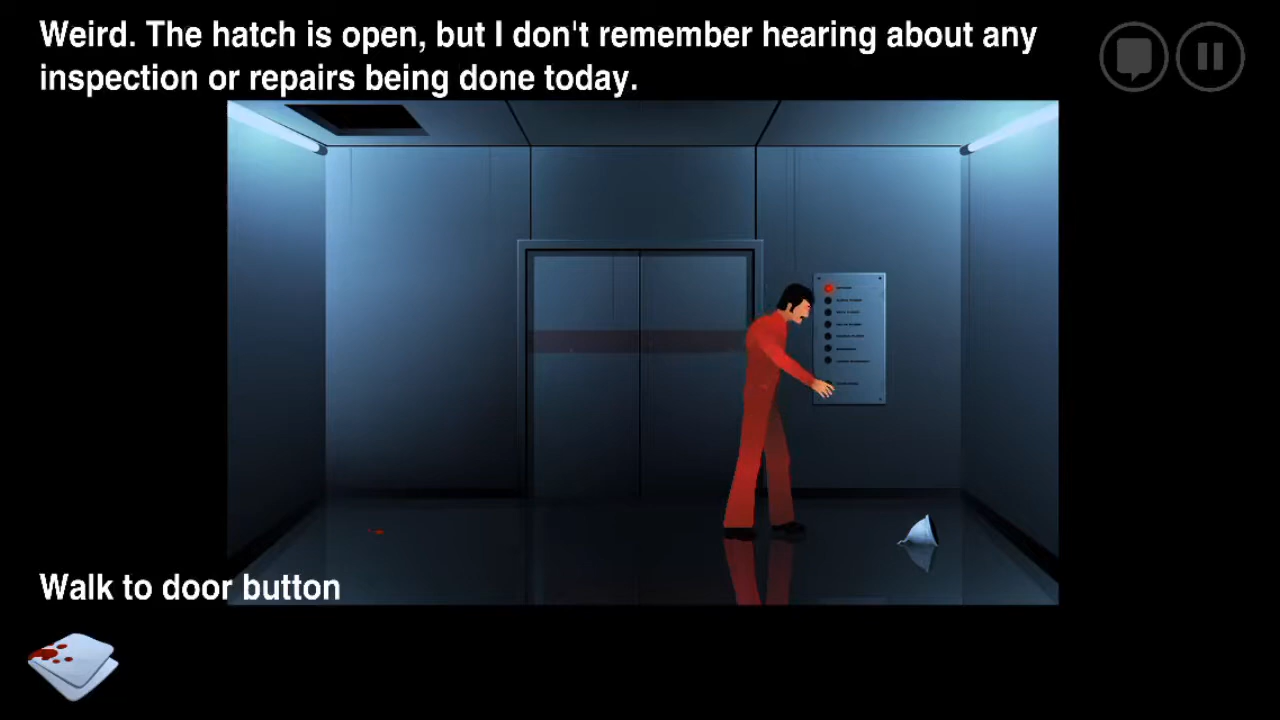 Weird. The hatch is open, but I don't remember hearing about any
inspection or repairs being done today.
Walk to door button